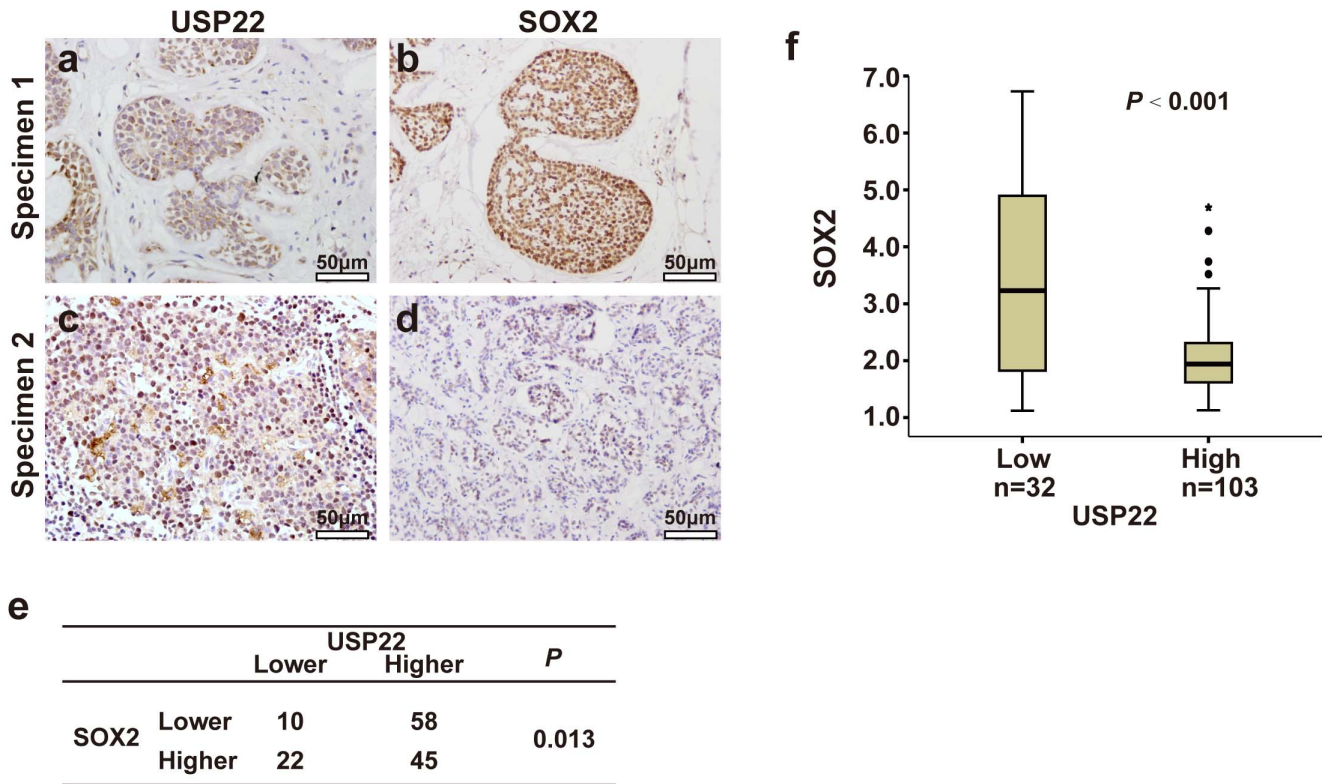 USP22 SOX2
Specimen 1
a
b
50µm
50µm
Specimen 2
c
d
50µm
50µm
e
USP22
Lower Higher P
SOX2 Lower 10 58 0.013
Higher 22 45
f
SOX2
7.0
6.0
5.0
4.0
3.0
2.0
1.0
P < 0.001
*
Low High
n=32 n=103
USP22